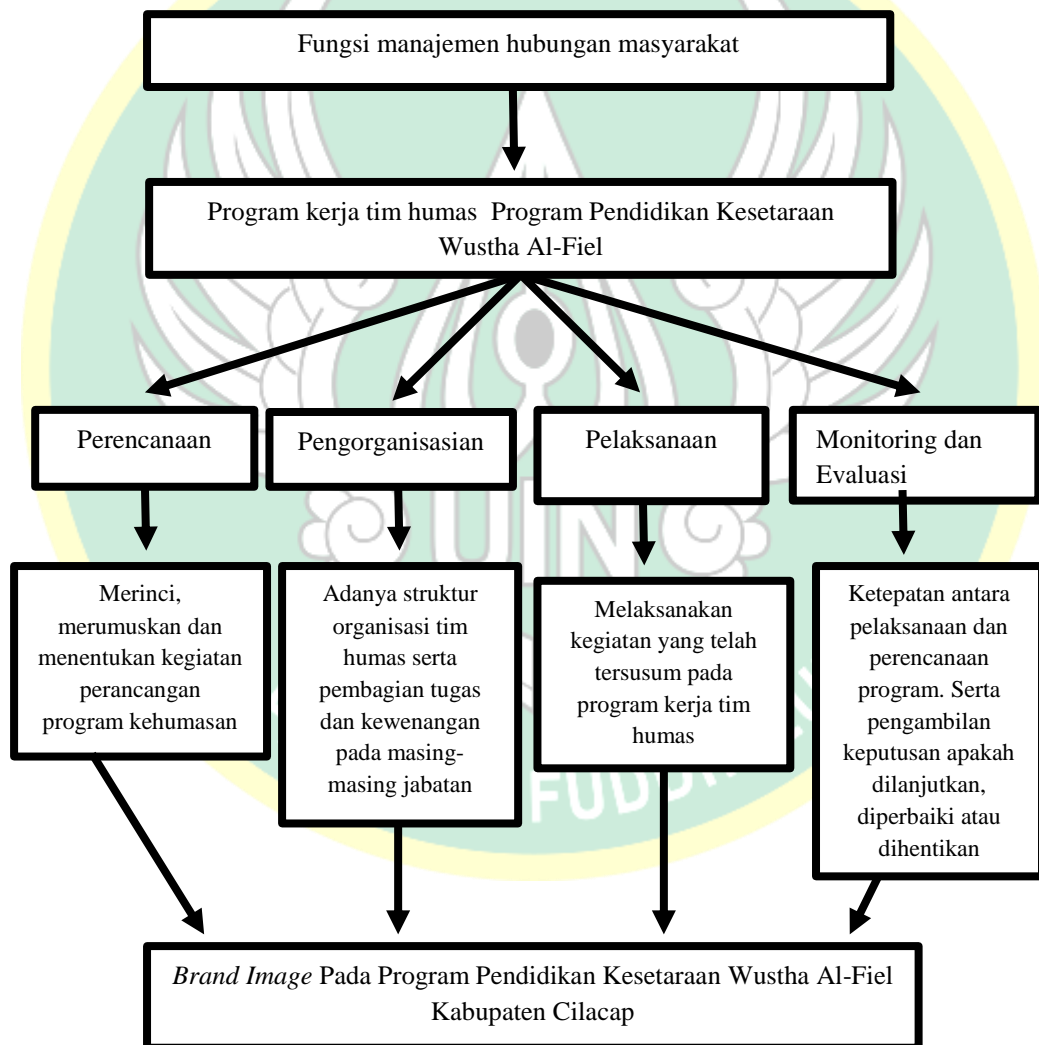 Fungsi manajemen hubungan masyarakat
Program kerja tim humas Program Pendidikan Kesetaraan
Wustha Al-Fiel
Perencanaan
Pengorganisasian
Pelaksanaan
Monitoring dan
Evaluasi
Merinci,
merumuskan dan
menentukan kegiatan
perancangan
program kehumasan
Adanya struktur
organisasi tim
humas serta
pembagian tugas
dan kewenangan
pada masing-
masing jabatan
Melaksanakan
kegiatan yang telah
tersusum pada
program kerja tim
humas
Ketepatan antara
pelaksanaan dan
perencanaan
program. Serta
pengambilan
keputusan apakah
dilanjutkan,
diperbaiki atau
dihentikan
Brand Image Pada Program Pendidikan Kesetaraan Wustha Al-Fiel
Kabupaten Cilacap
UIN